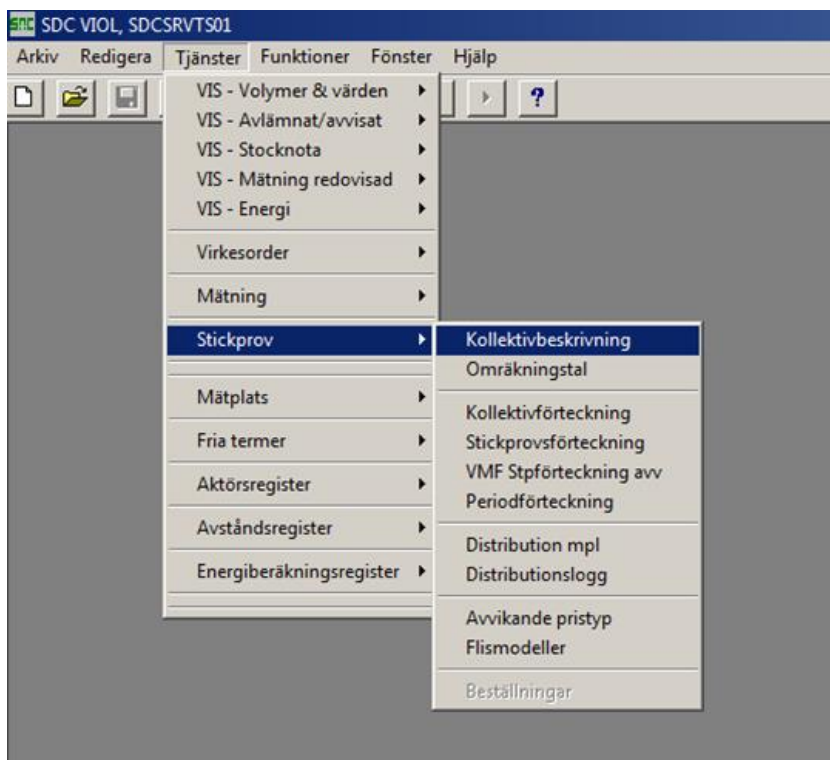 SDC SDC VIOL, SDCSRVTS01
Arkiv Redigera Tjänster Funktioner Fönster Hjälp
?
VIS - Volymer & värden
VIS - Avlämnat/avvisat
VIS - Stocknota
VIS - Mätning redovisad
VIS - Energi
Virkesorder
Mätning
Stickprov
Mätplats
Fria termer
Aktörsregister
Avståndsregister
Energiberäkningsregister
Kollektivbeskrivning
Omräkningstal
Kollektivförteckning
Stickprovsförteckning
VMF Stpförteckning avv
Periodförteckning
Distribution mpl
Distributionslogg
Avvikande pristyp
Flismodeller
Beställningar